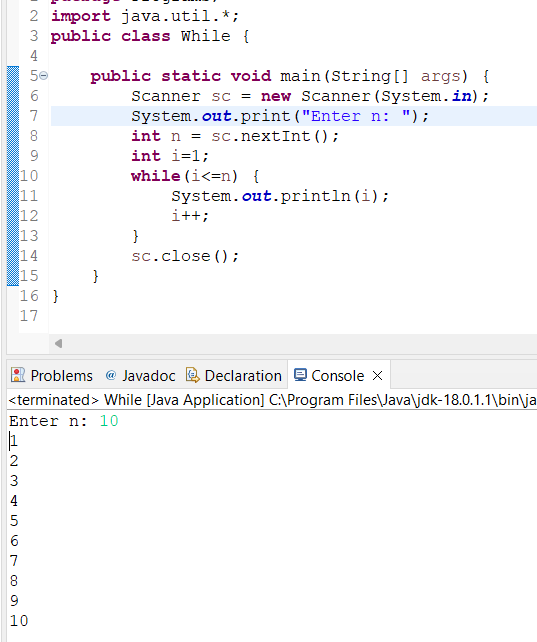 2 import java.util.*;
3 public class While {
4
5 public static void main(String[] args) {
6 Scanner sc = new Scanner(System.in);
7 System.out.print("Enter n: ");
8 int n = sc.nextInt();
9 int i=1;
10 while(i<=n) {
11 System.out.println(i);
12 i++;
13 }
14 sc.close();
15 }
16 }
17
Problems @ Javadoc Declaration Console
<terminated> While [Java Application] C:\Program Files\Java\jdk-18.0.1.1\bin\ja
Enter n: 10
1
2
3
4
5
6
7
8
9
10